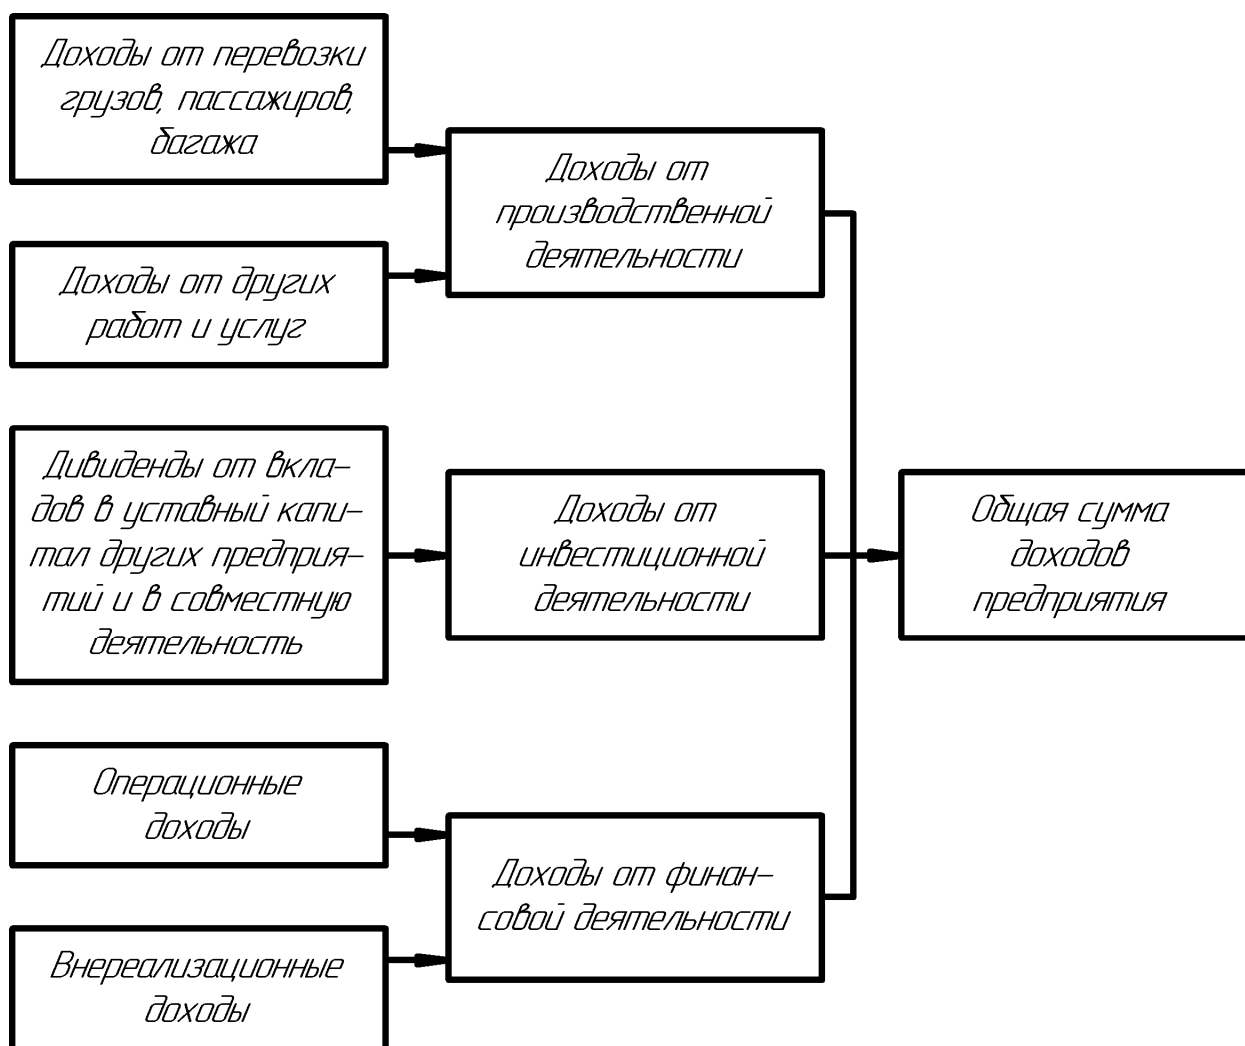 Доходы от перевозки
грузов, пассажиров,
багажа
Доходы от других
работ и услуг
Дивиденды от вкла-
дов в уставный капи-
тал других предприя-
тий и в совместную
деятельность
Операционные
доходы
Внереализационные
доходы
Доходы от
производственной
деятельности
Доходы от
инвестиционной
деятельности
Доходы от финан-
совой деятельности
Общая сумма
доходов
предприятия